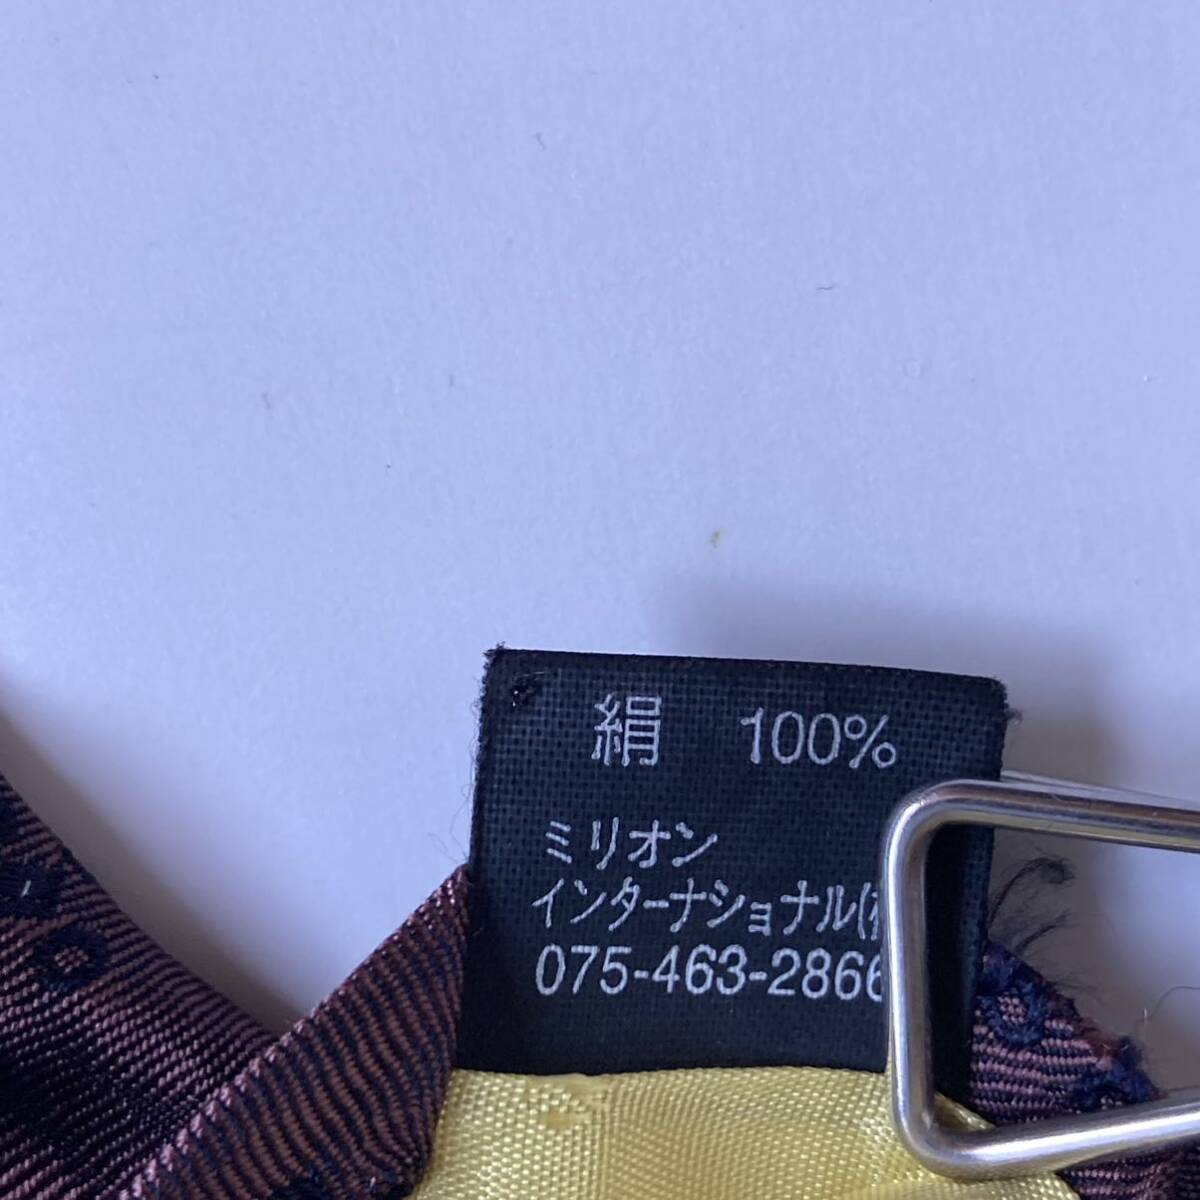 絹 100%
ミリオン
インターナショナル(
075-463-2866